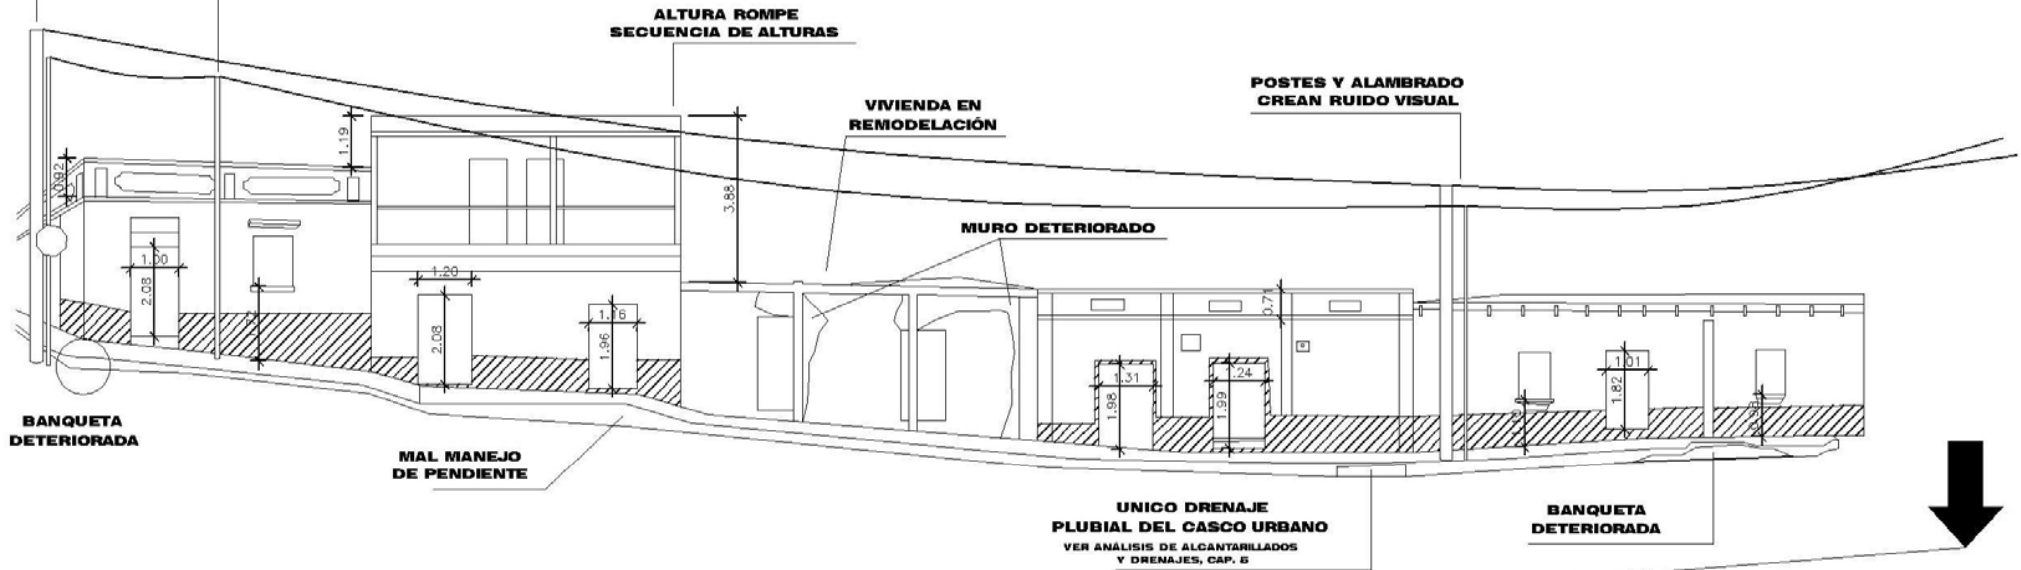 ALTURA ROMPE
SECUENCIA DE ALTURAS
POSTES Y ALAMBRADO
CREAN RUIDO VISUAL
VIVIENDA EN
REMODELACIÓN
MURO DETERIORADO
1.19
0.92
3.88
1.00
2.08
1.20
2.08
1.16
1.96
0.71
1.31
1.98
1.24
1.99
1.01
1.82
BANQUETA
DETERIORADA
MAL MANEJO
DE PENDIENTE
UNICO DRENAJE
PLUBIAL DEL CASCO URBANO
VER ANÁLISIS DE ALCANTARILLADOS
Y DRENAJES, CAP. 5
BANQUETA
DETERIORADA